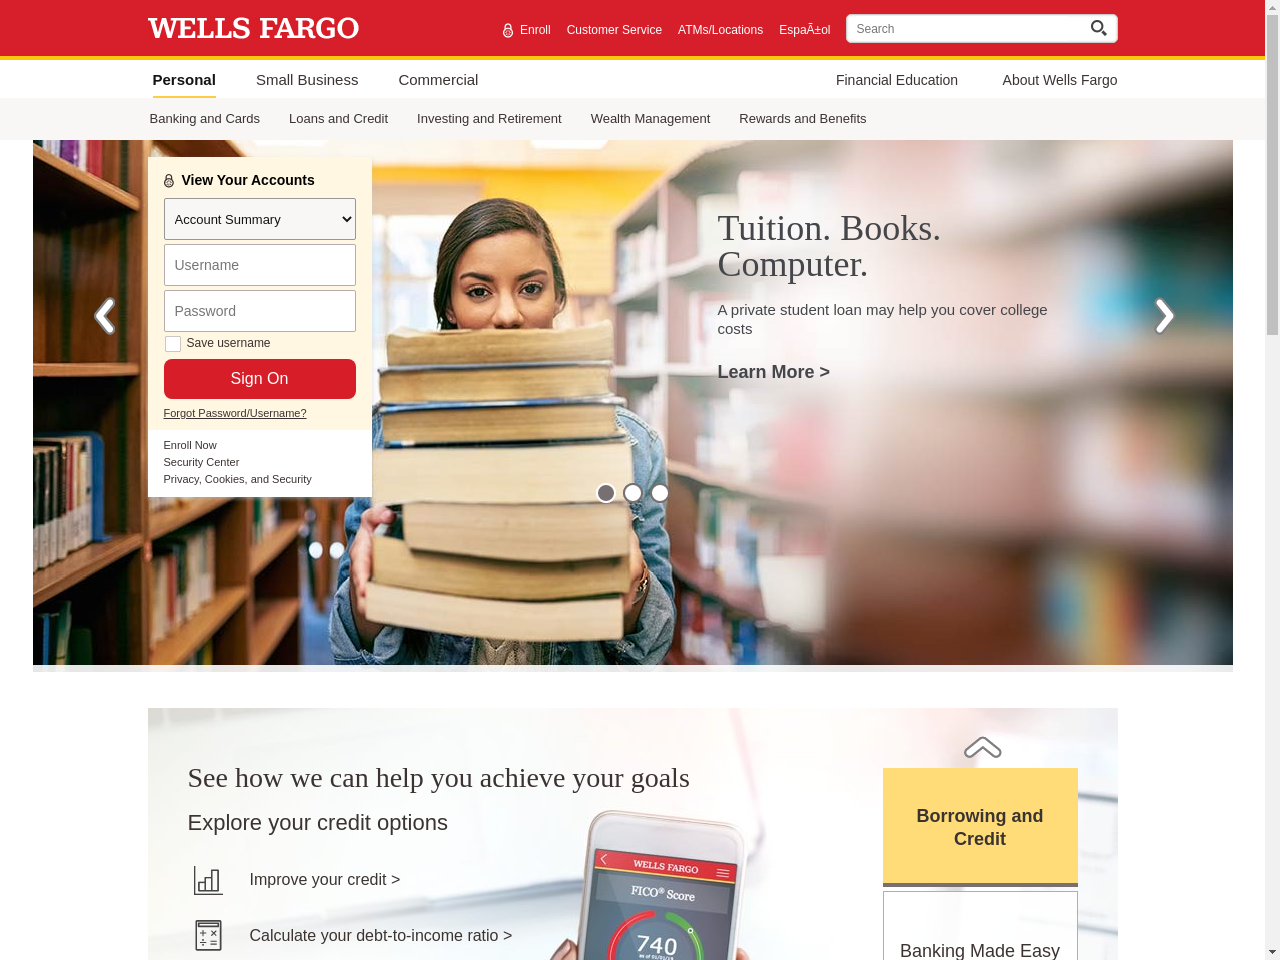 WELLS FARGO
Enroll
Customer Service
ATMs/Locations
EspaÃ±ol
Search
Personal
Small Business
Commercial
Financial Education
About Wells Fargo
Banking and Cards
Loans and Credit
Investing and Retirement
Wealth Management
Rewards and Benefits
View Your Accounts
Account Summary
Username
Password
Save username
Sign On
Forgot Password/Username?
Enroll Now
Security Center
Privacy, Cookies, and Security
Tuition. Books.
Computer.
A private student loan may help you cover college
costs
Learn More >
See how we can help you achieve your goals
Explore your credit options
Improve your credit >
Calculate your debt-to-income ratio >
WELLS FARGO
FICO® Score
740
as of 01/01/19
Borrowing and
Credit
Banking Made Easy